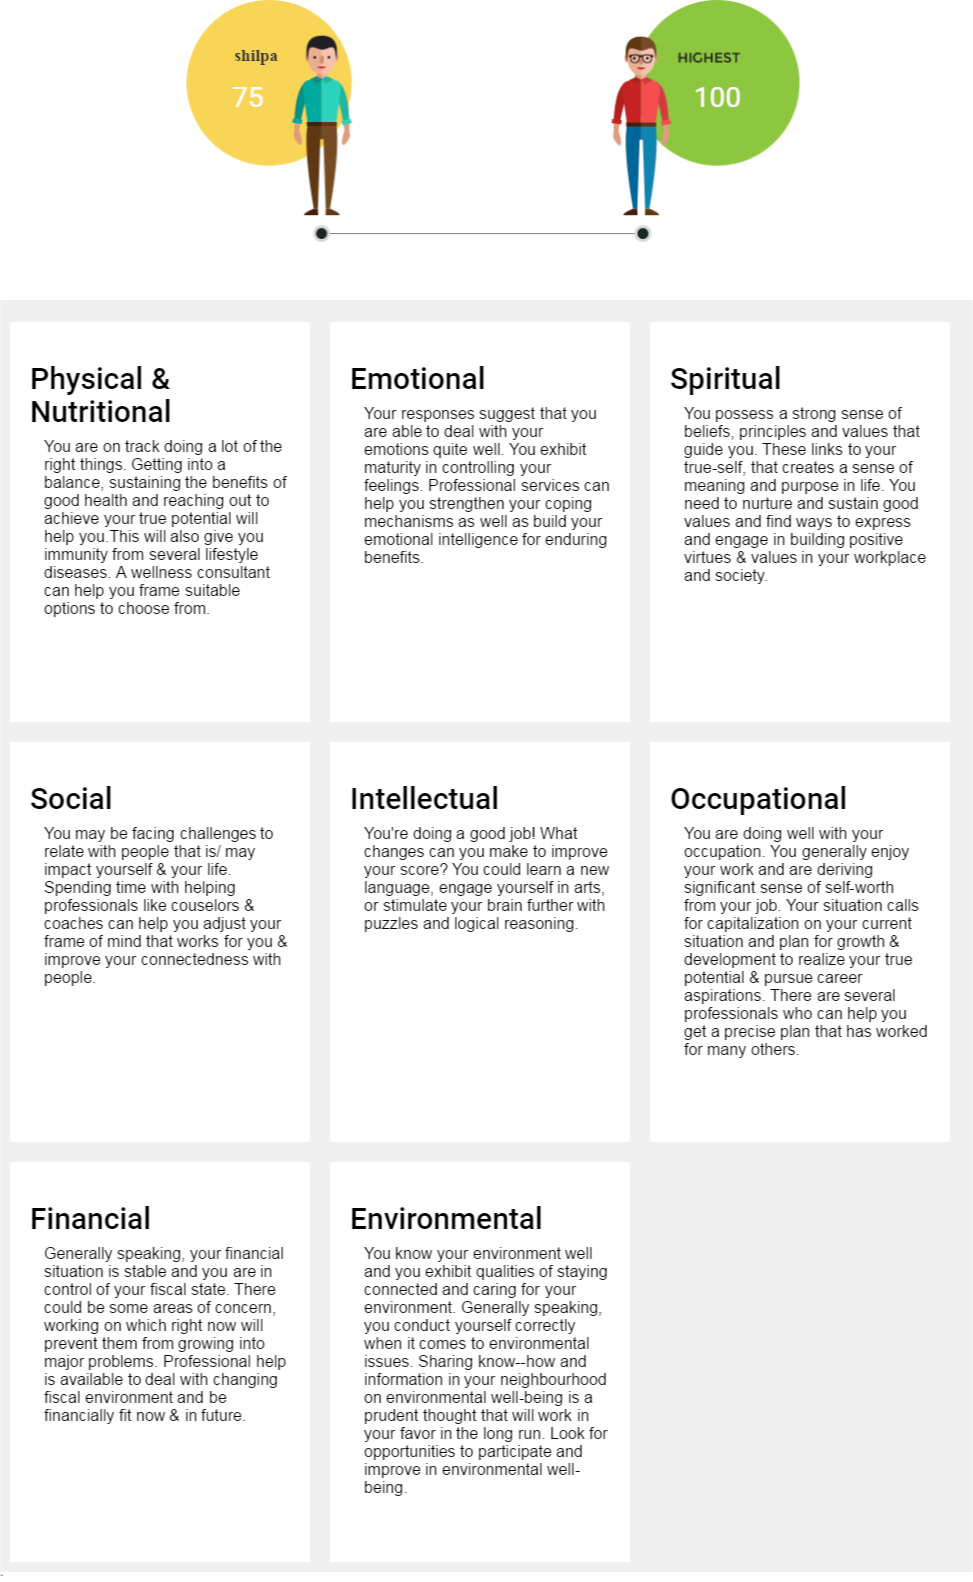 shilpa
75
HIGHEST
100
Physical &
Nutritional
You are on track doing a lot of the
right things. Getting into a
balance, sustaining the benefits of
good health and reaching out to
achieve your true potential will
help you.This will also give you
immunity from several lifestyle
diseases. A wellness consultant
can help you frame suitable
options to choose from.
Emotional
Your responses suggest that you
are able to deal with your
emotions quite well. You exhibit
maturity in controlling your
feelings. Professional services can
help you strengthen your coping
mechanisms as well as build your
emotional intelligence for enduring
benefits.
Spiritual
You possess a strong sense of
beliefs, principles and values that
guide you. These links to your
true-self, that creates a sense of
meaning and purpose in life. You
need to nurture and sustain good
values and find ways to express
and engage in building positive
virtues & values in your workplace
and society.
Social
You may be facing challenges to
relate with people that is/ may
impact yourself & your life.
Spending time with helping
professionals like couselors &
coaches can help you adjust your
frame of mind that works for you &
improve your connectedness with
people.
Intellectual
You're doing a good job! What
changes can you make to improve
your score? You could learn a new
language, engage yourself in arts,
or stimulate your brain further with
puzzles and logical reasoning.
Occupational
You are doing well with your
occupation. You generally enjoy
your work and are deriving
significant sense of self-worth
from your job. Your situation calls
for capitalization on your current
situation and plan for growth &
development to realize your true
potential & pursue career
aspirations. There are several
professionals who can help you
get a precise plan that has worked
for many others.
Financial
Generally speaking, your financial
situation is stable and you are in
control of your fiscal state. There
could be some areas of concern,
working on which right now will
prevent them from growing into
major problems. Professional help
is available to deal with changing
fiscal environment and be
financially fit now & in future.
Environmental
You know your environment well
and you exhibit qualities of staying
connected and caring for your
environment. Generally speaking,
you conduct yourself correctly
when it comes to environmental
issues. Sharing know--how and
information in your neighbourhood
on environmental well-being is a
prudent thought that will work in
your favor in the long run. Look for
opportunities to participate and
improve in environmental well-
being.